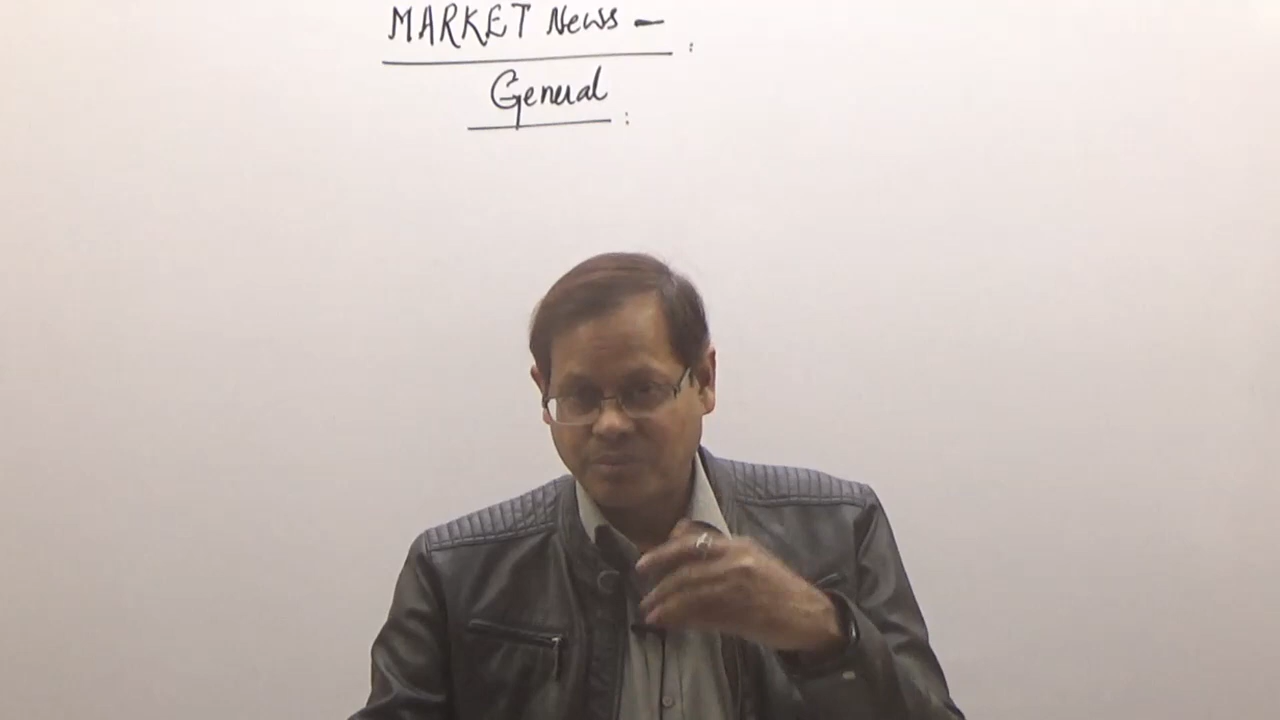 MARKET News – :
General :